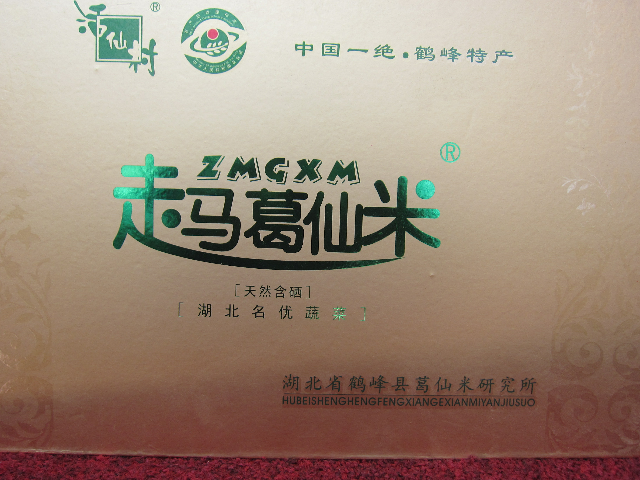 仙村®
中国一绝·鹤峰特产
ZMGXM ®
走马葛仙米
[天然含硒]
[湖北名优蔬菜]
湖北省鹤峰县葛仙米研究所
HUBEISHENGHENGFENGXIANGEXIANMIYANJIUSUO